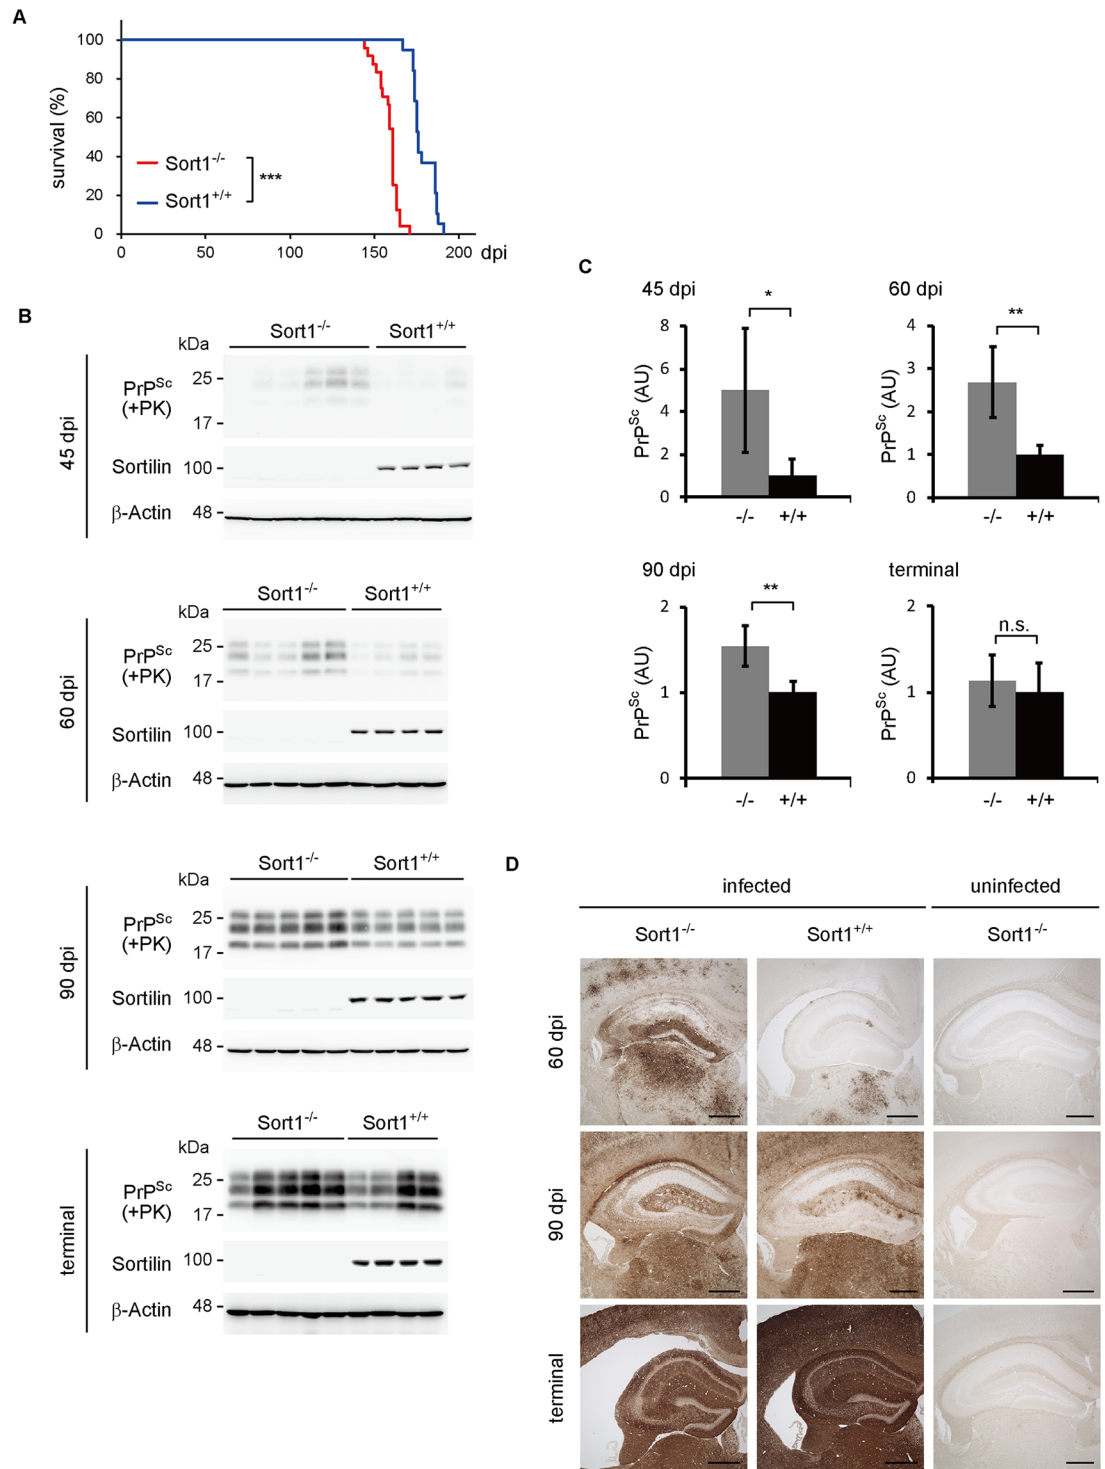 A
survival (%)
100
80
60
40
20
0
0 50 100 150 200 dpi
Sort1-/-
Sort1+/+
***
B
45 dpi
kDa Sort1-/- Sort1+/+
PrPSc
(+PK)
25
17
Sortilin 100
β-Actin 48
60 dpi
kDa Sort1-/- Sort1+/+
PrPSc
(+PK)
25
17
Sortilin 100
β-Actin 48
90 dpi
kDa Sort1-/- Sort1+/+
PrPSc
(+PK)
25
17
Sortilin 100
β-Actin 48
terminal
kDa Sort1-/- Sort1+/+
PrPSc
(+PK)
25
17
Sortilin 100
β-Actin 48
C
45 dpi
*
PrPSc (AU)
8
6
4
2
0
-/- +/+
60 dpi
**
PrPSc (AU)
4
3
2
1
0
-/- +/+
90 dpi
**
PrPSc (AU)
2
1
0
-/- +/+
terminal
n.s.
PrPSc (AU)
2
1
0
-/- +/+
D
infected uninfected
Sort1-/- Sort1+/+ Sort1-/-
60 dpi
90 dpi
terminal